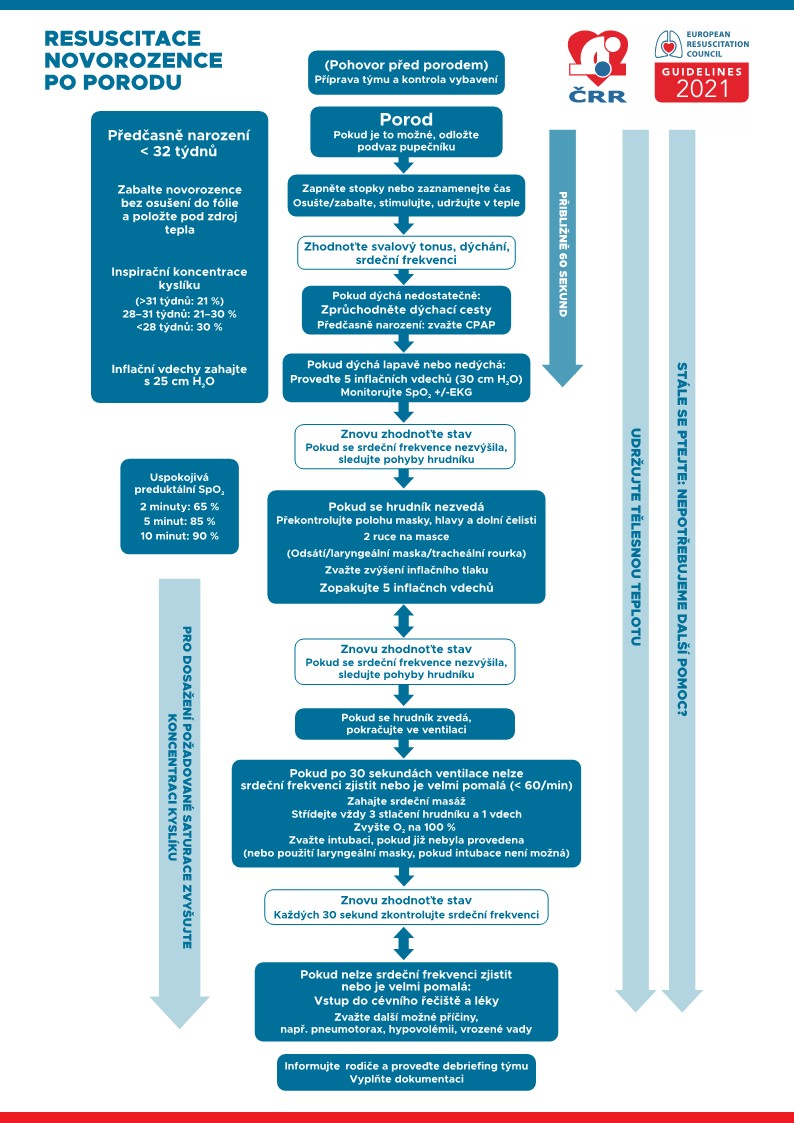 RESUSCITACE
NOVOROZENCE
PO PORODU
(Pohovor před porodem)
Příprava týmu a kontrola vybavení
ČRR
EUROPEAN
RESUSCITATION
COUNCIL
GUIDELINES
2021
Předčasně narození
< 32 týdnů
Zabalte novorozence
bez osušení do fólie
a položte pod zdroj
tepla
Inspirační koncentrace
kyslíku
(>31 týdnů: 21 %)
28–31 týdnů: 21–30 %
<28 týdnů: 30 %
Inflační vdechy zahajte
s 25 cm H₂O
Porod
Pokud je to možné, odložte
podvaz pupečníku
Zapněte stopky nebo zaznamenejte čas
Osušte/zabalte, stimulujte, udržujte v teple
Zhodnoťte svalový tonus, dýchání,
srdeční frekvenci
Pokud dýchá nedostatečně:
Zprůchodněte dýchací cesty
Předčasně narození: zvažte CPAP
Pokud dýchá lapavě nebo nedýchá:
Proveďte 5 inflačních vdechů (30 cm H₂O)
Monitorujte SpO₂ +/-EKG
Znovu zhodnoťte stav
Pokud se srdeční frekvence nezvýšila,
sledujte pohyby hrudníku
Uspokojivá
preduktální SpO₂
2 minuty: 65 %
5 minut: 85 %
10 minut: 90 %
Pokud se hrudník nezvedá
Překontrolujte polohu masky, hlavy a dolní čelisti
2 ruce na masce
(Odsátí/laryngeální maska/tracheální rourka)
Zvažte zvýšení inflačního tlaku
Zopakujte 5 inflačnch vdechů
Znovu zhodnoťte stav
Pokud se srdeční frekvence nezvýšila,
sledujte pohyby hrudníku
Pokud se hrudník zvedá,
pokračujte ve ventilaci
Pokud po 30 sekundách ventilace nelze
srdeční frekvenci zjistit nebo je velmi pomalá (< 60/min)
Zahajte srdeční masáž
Střídejte vždy 3 stlačení hrudníku a 1 vdech
Zvyšte O₂ na 100 %
Zvažte intubaci, pokud již nebyla provedena
(nebo použití laryngeální masky, pokud intubace není možná)
Znovu zhodnoťte stav
Každých 30 sekund zkontrolujte srdeční frekvenci
Pokud nelze srdeční frekvenci zjistit
nebo je velmi pomalá:
Vstup do cévního řečiště a léky
Zvažte další možné příčiny,
např. pneumotorax, hypovolémii, vrozené vady
Informujte rodiče a proveďte debriefing týmu
Vyplňte dokumentaci
PRO DOSAŽENÍ POŽADOVANÉ SATURACE ZVYŠUJTE
KONCENTRACI KYSLÍKU
PŘIBLIŽNĚ 60 SEKUND
UDRŽUJTE TĚLESNOU TEPLOTU
STÁLE SE PTEJTE: NEPOTŘEBUJEME DALŠÍ POMOC?